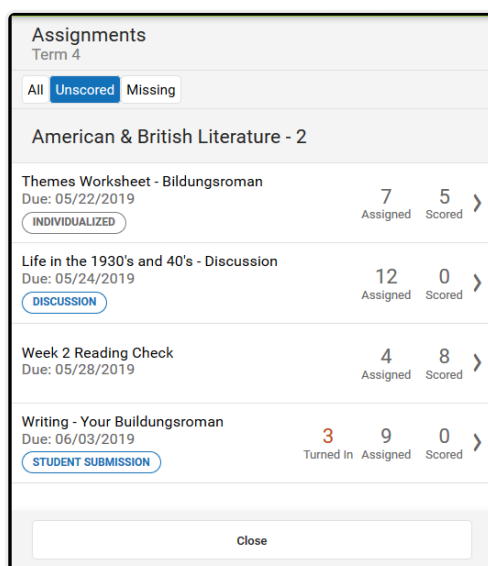 Assignments
Term 4
All Unscored Missing
American & British Literature - 2
Themes Worksheet - Bildungsroman
Due: 05/22/2019
INDIVIDUALIZED
7 5
Assigned Scored
Life in the 1930's and 40's - Discussion
Due: 05/24/2019
DISCUSSION
12 0
Assigned Scored
Week 2 Reading Check
Due: 05/28/2019
4 8
Assigned Scored
Writing - Your Buildungsroman
Due: 06/03/2019
STUDENT SUBMISSION
3 9 0
Turned In Assigned Scored
Close